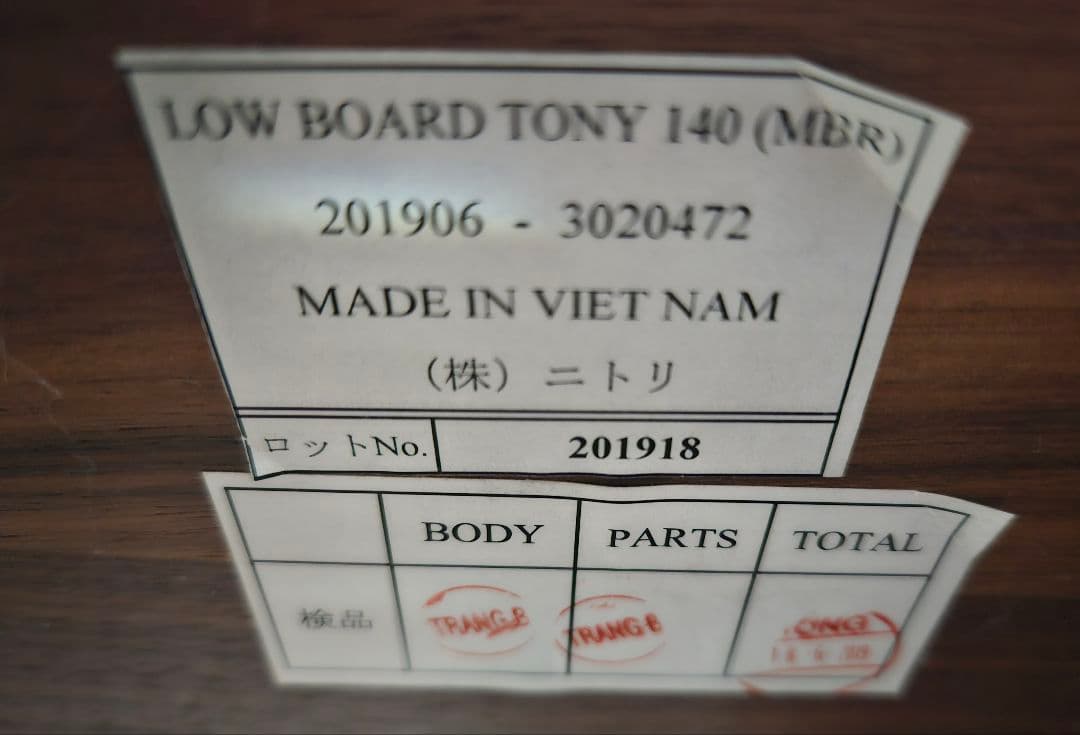 LOW BOARD TONY 140 (MBR)
201906 - 3020472
MADE IN VIET NAM
（株）ニトリ
ロットNo. 201918
BODY PARTS TOTAL
検品 TRANG-B TRANG-B